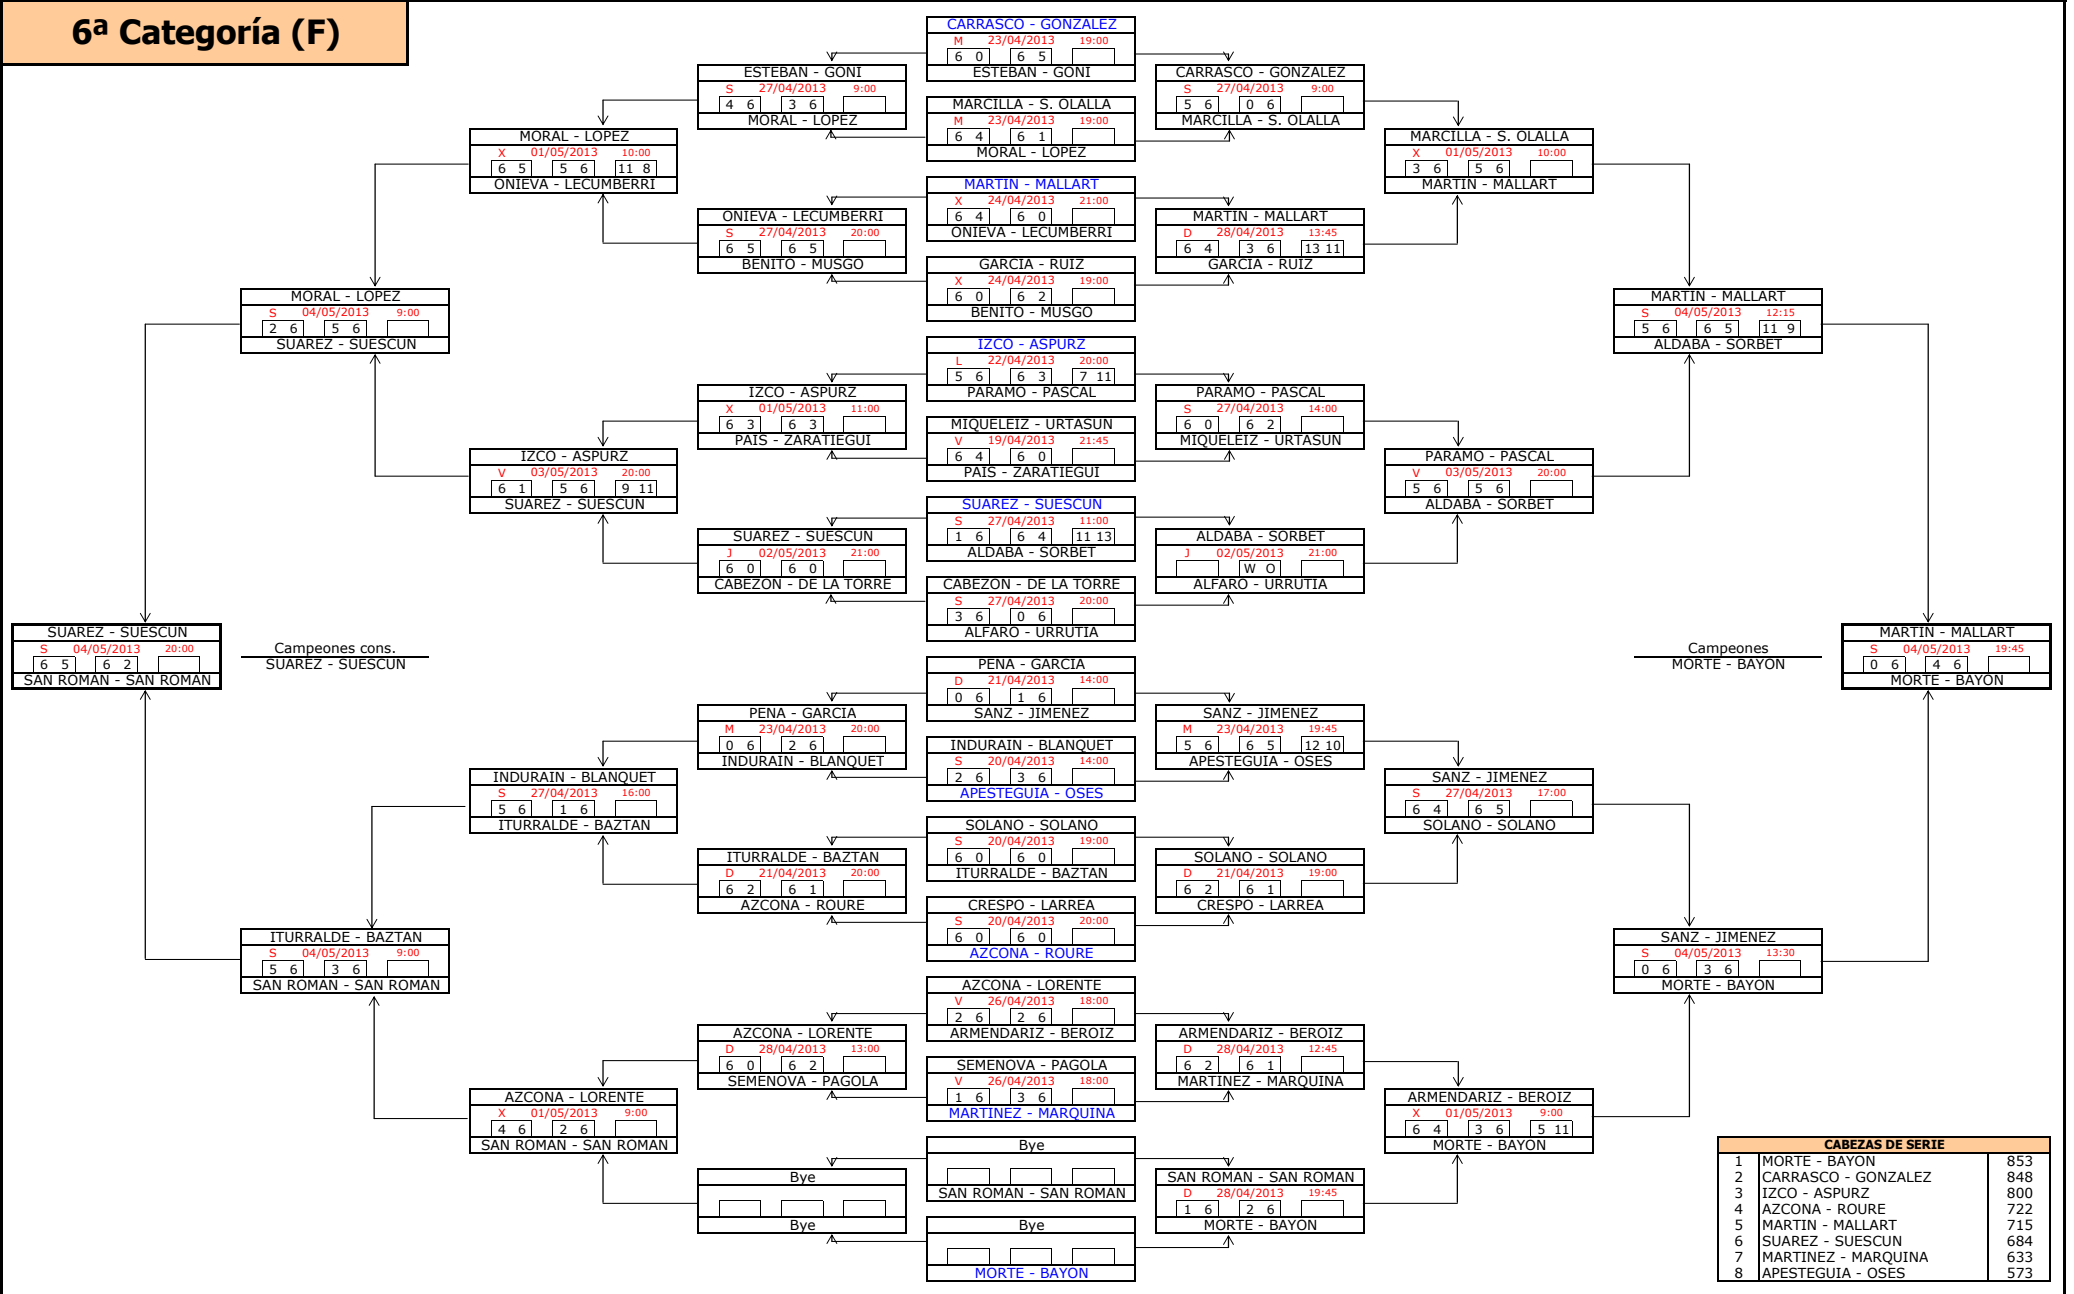 6ª Categoría (F)
CARRASCO - GONZALEZ
M 23/04/2013 19:00
6 0 6 5
ESTEBAN - GOÑI
MARCILLA - S. OLALLA
M 23/04/2013 19:00
6 4 6 1
MORAL - LOPEZ
MARTIN - MALLART
X 24/04/2013 21:00
6 4 6 0
ONIEVA - LECUMBERRI
GARCIA - RUIZ
X 24/04/2013 19:00
6 0 6 2
BENITO - MUSGO
IZCO - ASPURZ
L 22/04/2013 20:00
5 6 6 3 7 11
PARAMO - PASCAL
MIQUELEIZ - URTASUN
V 19/04/2013 21:45
6 4 6 0
PAIS - ZARATIEGUI
SUAREZ - SUESCUN
S 27/04/2013 11:00
1 6 6 4 11 13
ALDABA - SORBET
CABEZON - DE LA TORRE
S 27/04/2013 20:00
3 6 0 6
ALFARO - URRUTIA
PEÑA - GARCIA
D 21/04/2013 14:00
0 6 1 6
SANZ - JIMENEZ
INDURAIN - BLANQUET
S 20/04/2013 14:00
2 6 3 6
APESTEGUIA - OSES
SOLANO - SOLANO
S 20/04/2013 19:00
6 0 6 0
ITURRALDE - BAZTAN
CRESPO - LARREA
S 20/04/2013 20:00
6 0 6 0
AZCONA - ROURE
AZCONA - LORENTE
V 26/04/2013 18:00
2 6 2 6
ARMENDARIZ - BEROIZ
SEMENOVA - PAGOLA
V 26/04/2013 18:00
1 6 3 6
MARTINEZ - MARQUINA
Bye
SAN ROMAN - SAN ROMAN
Bye
MORTE - BAYON
ESTEBAN - GOÑI
S 27/04/2013 9:00
4 6 3 6
MORAL - LOPEZ
ONIEVA - LECUMBERRI
S 27/04/2013 20:00
6 5 6 5
BENITO - MUSGO
IZCO - ASPURZ
X 01/05/2013 11:00
6 3 6 3
PAIS - ZARATIEGUI
SUAREZ - SUESCUN
J 02/05/2013 21:00
6 0 6 0
CABEZON - DE LA TORRE
PEÑA - GARCIA
M 23/04/2013 20:00
0 6 2 6
INDURAIN - BLANQUET
ITURRALDE - BAZTAN
D 21/04/2013 20:00
6 2 6 1
AZCONA - ROURE
AZCONA - LORENTE
D 28/04/2013 13:00
6 0 6 2
SEMENOVA - PAGOLA
Bye
Bye
MORAL - LOPEZ
X 01/05/2013 10:00
6 5 5 6 11 8
ONIEVA - LECUMBERRI
IZCO - ASPURZ
V 03/05/2013 20:00
6 1 5 6 9 11
SUAREZ - SUESCUN
INDURAIN - BLANQUET
S 27/04/2013 16:00
5 6 1 6
ITURRALDE - BAZTAN
AZCONA - LORENTE
X 01/05/2013 9:00
4 6 2 6
SAN ROMAN - SAN ROMAN
MORAL - LOPEZ
S 04/05/2013 9:00
2 6 5 6
SUAREZ - SUESCUN
ITURRALDE - BAZTAN
S 04/05/2013 9:00
5 6 3 6
SAN ROMAN - SAN ROMAN
SUAREZ - SUESCUN
S 04/05/2013 20:00
6 5 6 2
SAN ROMAN - SAN ROMAN
Campeones cons.
SUAREZ - SUESCUN
CARRASCO - GONZALEZ
S 27/04/2013 9:00
5 6 0 6
MARCILLA - S. OLALLA
MARTIN - MALLART
D 28/04/2013 13:45
6 4 3 6 13 11
GARCIA - RUIZ
PARAMO - PASCAL
S 27/04/2013 14:00
6 0 6 2
MIQUELEIZ - URTASUN
ALDABA - SORBET
J 02/05/2013 21:00
W O
ALFARO - URRUTIA
SANZ - JIMENEZ
M 23/04/2013 19:45
5 6 6 5 12 10
APESTEGUIA - OSES
SOLANO - SOLANO
D 21/04/2013 19:00
6 2 6 1
CRESPO - LARREA
ARMENDARIZ - BEROIZ
D 28/04/2013 12:45
6 2 6 1
MARTINEZ - MARQUINA
SAN ROMAN - SAN ROMAN
D 28/04/2013 19:45
1 6 2 6
MORTE - BAYON
MARCILLA - S. OLALLA
X 01/05/2013 10:00
3 6 5 6
MARTIN - MALLART
PARAMO - PASCAL
V 03/05/2013 20:00
5 6 5 6
ALDABA - SORBET
SANZ - JIMENEZ
S 27/04/2013 17:00
6 4 6 5
SOLANO - SOLANO
ARMENDARIZ - BEROIZ
X 01/05/2013 9:00
6 4 3 6 5 11
MORTE - BAYON
MARTIN - MALLART
S 04/05/2013 12:15
5 6 6 5 11 9
ALDABA - SORBET
SANZ - JIMENEZ
S 04/05/2013 13:30
0 6 3 6
MORTE - BAYON
Campeones
MORTE - BAYON
MARTIN - MALLART
S 04/05/2013 19:45
0 6 4 6
MORTE - BAYON
CABEZAS DE SERIE
1 MORTE - BAYON 853
2 CARRASCO - GONZALEZ 848
3 IZCO - ASPURZ 800
4 AZCONA - ROURE 722
5 MARTIN - MALLART 715
6 SUAREZ - SUESCUN 684
7 MARTINEZ - MARQUINA 633
8 APESTEGUIA - OSES 573